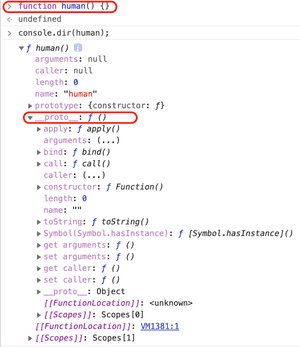 function human() {}
undefined
console.dir(human);
ƒ human()
arguments: null
caller: null
length: 0
name: "human"
prototype: {constructor: ƒ}
__proto__: ƒ ()
apply: ƒ apply()
arguments: (...)
bind: ƒ bind()
call: ƒ call()
caller: (...)
constructor: ƒ Function()
length: 0
name: ""
toString: ƒ toString()
Symbol(Symbol.hasInstance): ƒ [Symbol.hasInstance]()
get arguments: ƒ ()
set arguments: ƒ ()
get caller: ƒ ()
set caller: ƒ ()
__proto__: Object
[[FunctionLocation]]: <unknown>
[[Scopes]]: Scopes[0]
[[FunctionLocation]]: VM1381:1
[[Scopes]]: Scopes[1]